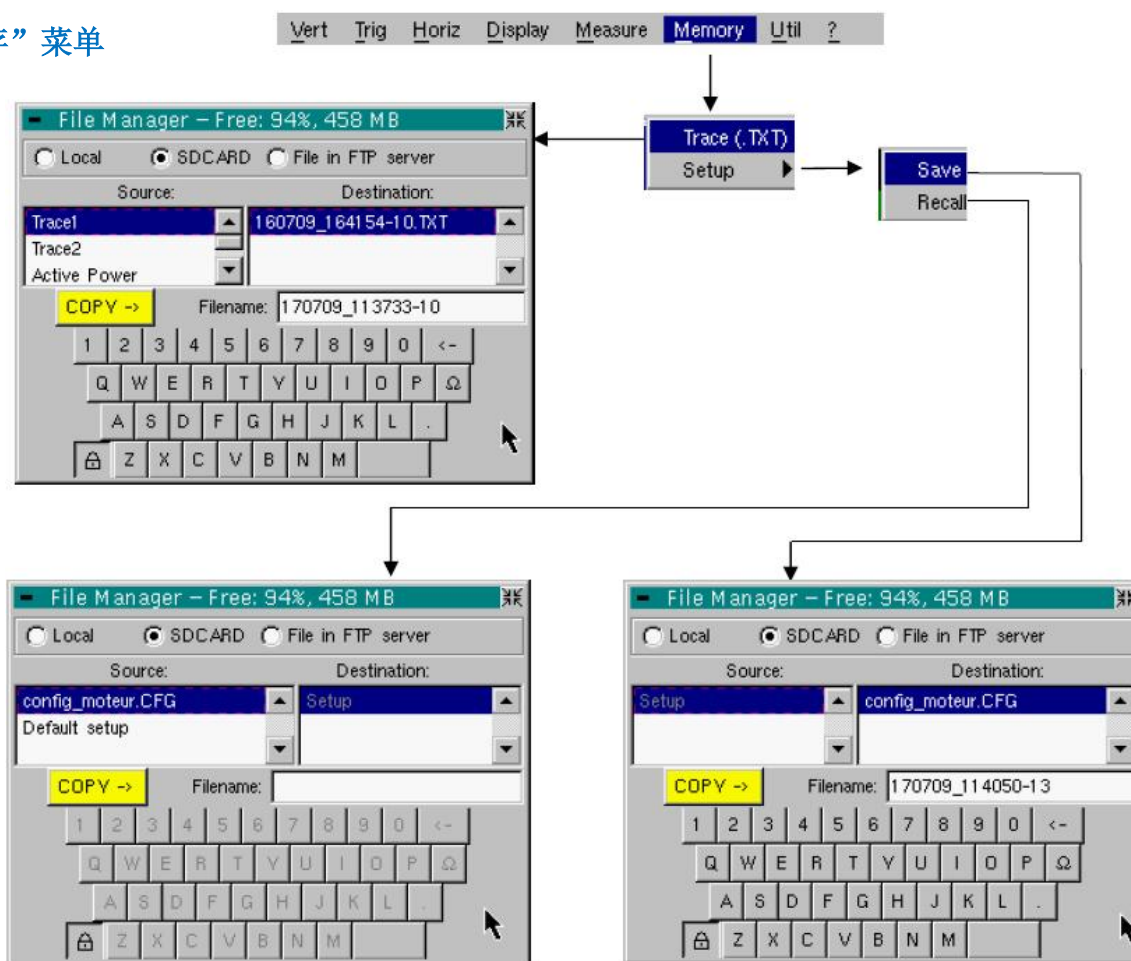 ”菜单
Vert Trig Horiz Display Measure Memory Util ?
File Manager – Free: 94%, 458 MB
Local SDCARD File in FTP server
Source: Destination:
Trace1 160709_164154-10.TXT
Trace2
Active Power
COPY -> Filename: 170709_113733-10
1 2 3 4 5 6 7 8 9 0 <-
Q W E R T Y U I O P Ω
A S D F G H J K L .
Z X C V B N M
Trace (.TXT)
Setup
Save
Recall
File Manager – Free: 94%, 458 MB
Local SDCARD File in FTP server
Source: Destination:
config_moteur.CFG Setup
Default setup
COPY -> Filename:
1 2 3 4 5 6 7 8 9 0 <-
Q W E R T Y U I O P Ω
A S D F G H J K L .
Z X C V B N M
File Manager – Free: 94%, 458 MB
Local SDCARD File in FTP server
Source: Destination:
Setup config_moteur.CFG
COPY -> Filename: 170709_114050-13
1 2 3 4 5 6 7 8 9 0 <-
Q W E R T Y U I O P Ω
A S D F G H J K L .
Z X C V B N M